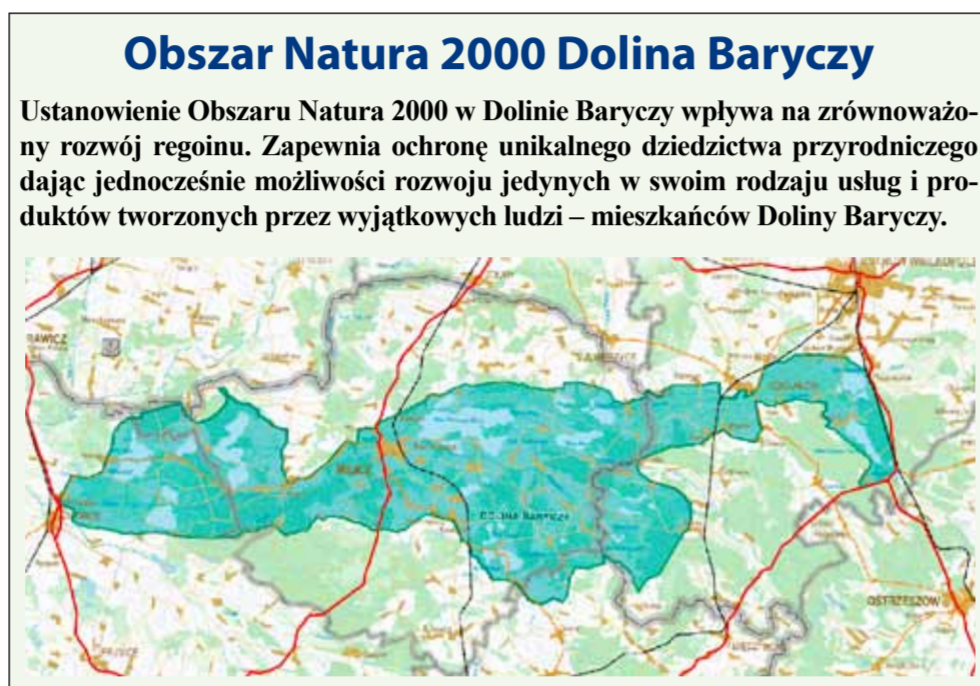 Obszar Natura 2000 Dolina Baryczy
Ustanowienie Obszaru Natura 2000 w Dolinie Baryczy wpływa na zrównoważo-
ny rozwój regoinu. Zapewnia ochronę unikalnego dziedzictwa przyrodniczego
dając jednocześnie możliwości rozwoju jedynych w swoim rodzaju usług i pro-
duktów tworzonych przez wyjątkowych ludzi – mieszkańców Doliny Baryczy.
RAWICZ
MILICZ
DOLINA BARYCZY
OSTRZESZÓW